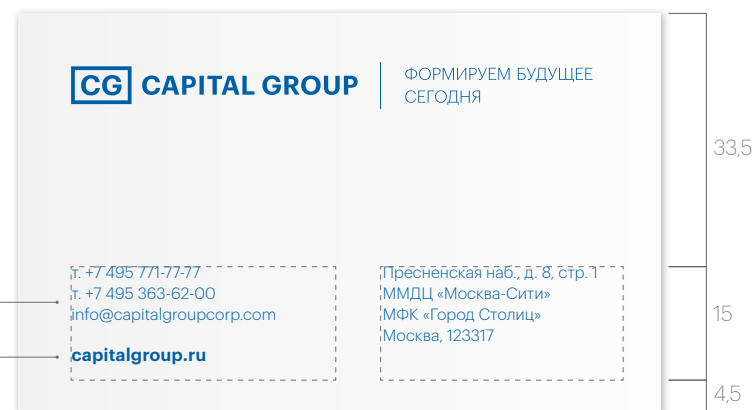 CG CAPITAL GROUP
ФОРМИРУЕМ БУДУЩЕЕ
СЕГОДНЯ
33,5
т. +7 495 771-77-77
т. +7 495 363-62-00
info@capitalgroupcorp.com
capitalgroup.ru
Пресненская наб., д. 8, стр. 1
ММДЦ «Москва-Сити»
МФК «Город Столиц»
Москва, 123317
15
4,5